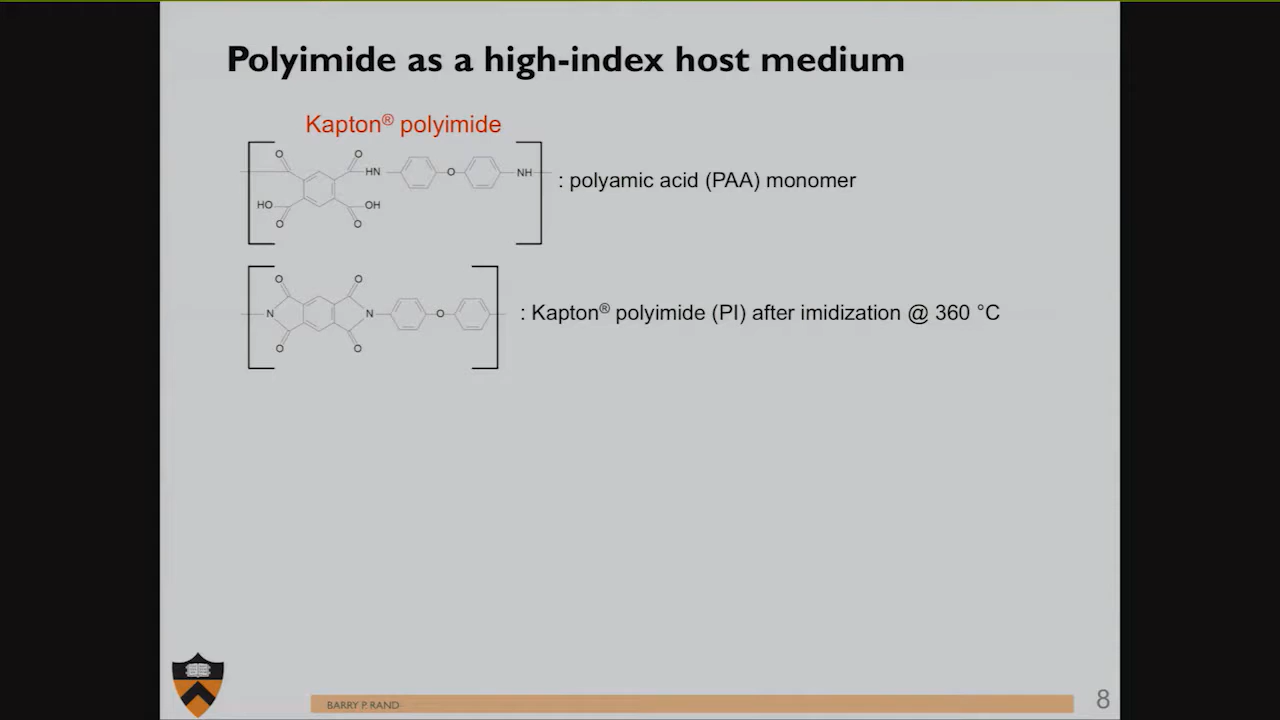 Polyimide as a high-index host medium
Kapton® polyimide
O O
HN O NH
HO OH
O O
: polyamic acid (PAA) monomer
O O
N N O
O O
: Kapton® polyimide (PI) after imidization @ 360 °C
BARRY P. RAND
8